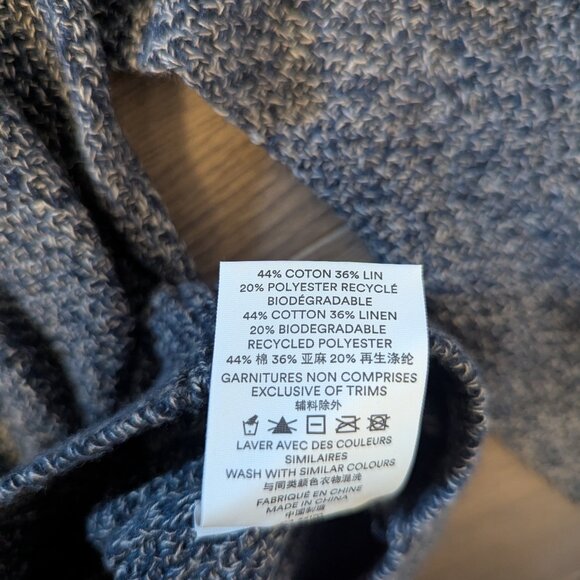 44% COTON 36% LIN
20% POLYESTER RECYCLÉ
BIODÉGRADABLE
44% COTTON 36% LINEN
20% BIODEGRADABLE
RECYCLED POLYESTER
44% 棉 36% 亚麻 20% 再生涤纶
GARNITURES NON COMPRISES
EXCLUSIVE OF TRIMS
辅料除外
LAVER AVEC DES COULEURS
SIMILAIRES
WASH WITH SIMILAR COLOURS
与同类颜色衣物混洗
FABRIQUÉ EN CHINE
MADE IN CHINA
中国制造